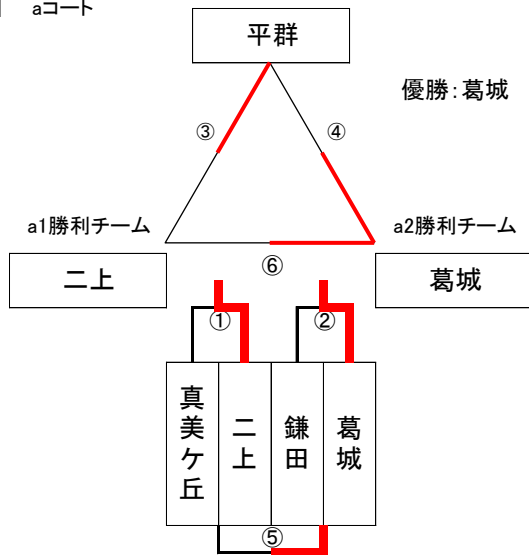 aコート
平群
優勝：葛城
③
④
a1勝利チーム
a2勝利チーム
二上
⑥
葛城
①
②
真美ケ丘
二上
鎌田
葛城
⑤